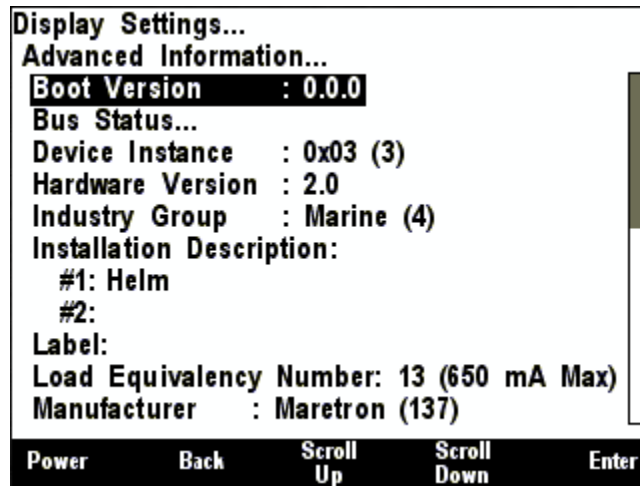 Display Settings...
Advanced Information...
Boot Version : 0.0.0
Bus Status...
Device Instance : 0x03 (3)
Hardware Version : 2.0
Industry Group : Marine (4)
Installation Description:
#1: Helm
#2:
Label:
Load Equivalency Number: 13 (650 mA Max)
Manufacturer : Maretron (137)
Power Back Scroll Up Scroll Down Enter